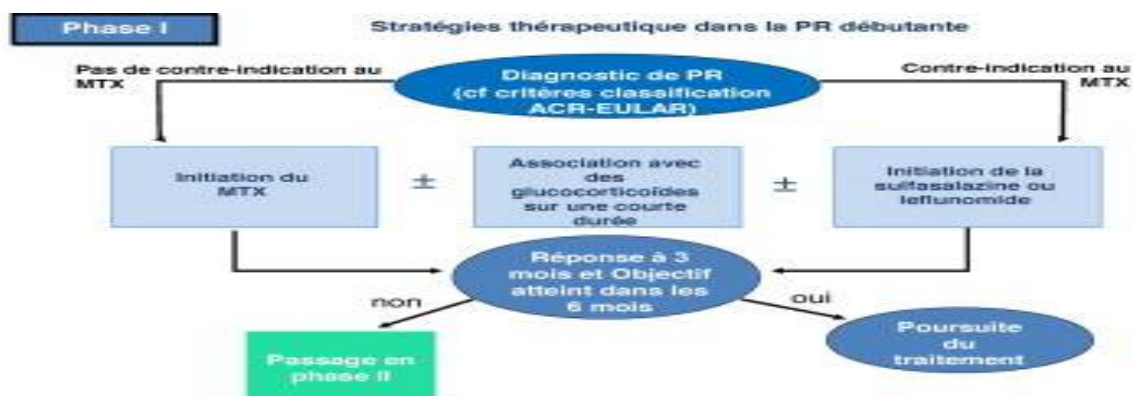 Phase I
Stratégies thérapeutique dans la PR débutante
Pas de contre-indication au
MTX
Diagnostic de PR
(cf critères classification
ACR-EULAR)
Contre-indication au
MTX
Initiation du
MTX
±
Association avec
des
glucocorticoïdes
sur une courte
durée
±
Initiation de la
sulfasalazine ou
leflunomide
Réponse à 3
mois et Objectif
atteint dans les
6 mois
non
oui
Passage en
phase II
Poursuite
du
traitement